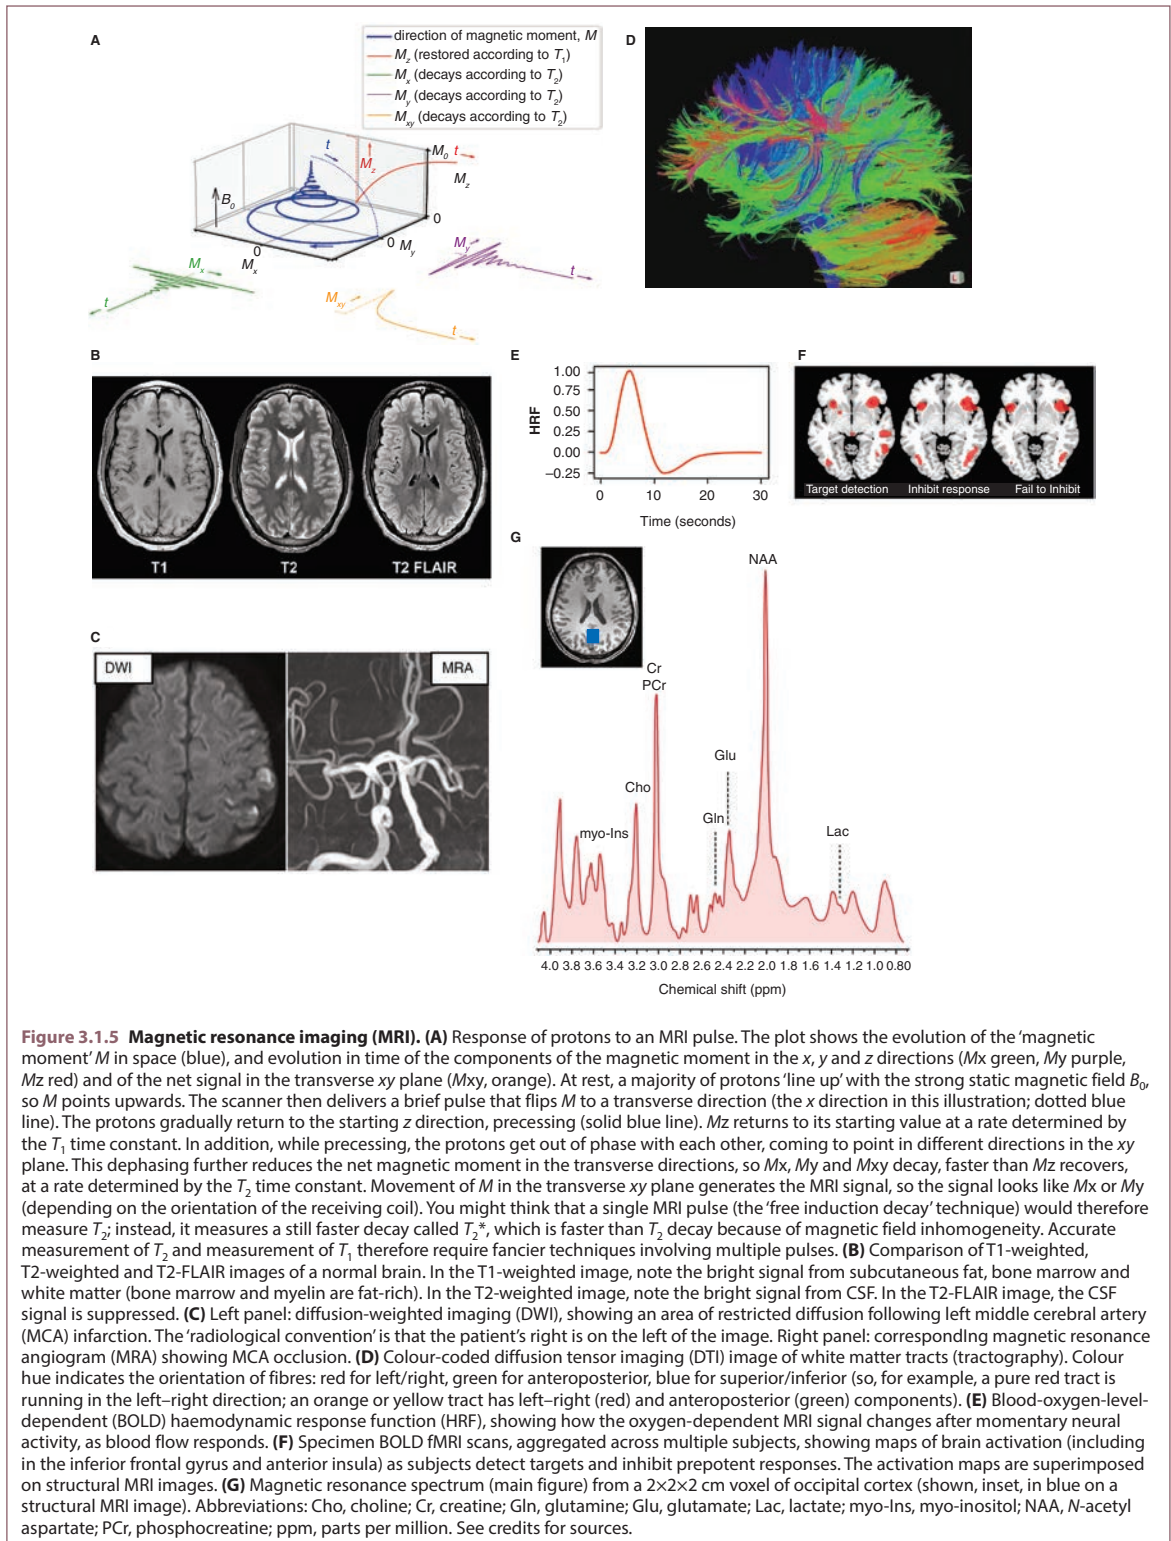 A
direction of magnetic moment, M
Mz (restored according to T1)
Mx (decays according to T2)
My (decays according to T2)
Mxy (decays according to T2)
t
Mz
M0
t
Mz
B0
0
0
My
0
Mx
Mx
t
My
t
Mxy
t
D
L
B
T1
T2
T2 FLAIR
C
DWI
MRA
E
HRF
1.00
0.75
0.50
0.25
0.00
–0.25
0 10 20 30
Time (seconds)
F
Target detection Inhibit response Fail to Inhibit
G
NAA
Cr
PCr
Glu
Cho
Gln
myo-Ins
Lac
4.0 3.8 3.6 3.4 3.2 3.0 2.8 2.6 2.4 2.2 2.0 1.8 1.6 1.4 1.2 1.0 0.80
Chemical shift (ppm)
Figure 3.1.5 Magnetic resonance imaging (MRI). (A) Response of protons to an MRI pulse. The plot shows the evolution of the ‘magnetic
moment’ M in space (blue), and evolution in time of the components of the magnetic moment in the x, y and z directions (Mx green, My purple,
Mz red) and of the net signal in the transverse xy plane (Mxy, orange). At rest, a majority of protons ‘line up’ with the strong static magnetic field B0,
so M points upwards. The scanner then delivers a brief pulse that flips M to a transverse direction (the x direction in this illustration; dotted blue
line). The protons gradually return to the starting z direction, precessing (solid blue line). Mz returns to its starting value at a rate determined by
the T1 time constant. In addition, while precessing, the protons get out of phase with each other, coming to point in different directions in the xy
plane. This dephasing further reduces the net magnetic moment in the transverse directions, so Mx, My and Mxy decay, faster than Mz recovers,
at a rate determined by the T2 time constant. Movement of M in the transverse xy plane generates the MRI signal, so the signal looks like Mx or My
(depending on the orientation of the receiving coil). You might think that a single MRI pulse (the ‘free induction decay’ technique) would therefore
measure T2; instead, it measures a still faster decay called T2*, which is faster than T2 decay because of magnetic field inhomogeneity. Accurate
measurement of T2 and measurement of T1 therefore require fancier techniques involving multiple pulses. (B) Comparison of T1-weighted,
T2-weighted and T2-FLAIR images of a normal brain. In the T1-weighted image, note the bright signal from subcutaneous fat, bone marrow and
white matter (bone marrow and myelin are fat-rich). In the T2-weighted image, note the bright signal from CSF. In the T2-FLAIR image, the CSF
signal is suppressed. (C) Left panel: diffusion-weighted imaging (DWI), showing an area of restricted diffusion following left middle cerebral artery
(MCA) infarction. The ‘radiological convention’ is that the patient’s right is on the left of the image. Right panel: correspondIng magnetic resonance
angiogram (MRA) showing MCA occlusion. (D) Colour-coded diffusion tensor imaging (DTI) image of white matter tracts (tractography). Colour
hue indicates the orientation of fibres: red for left/right, green for anteroposterior, blue for superior/inferior (so, for example, a pure red tract is
running in the left–right direction; an orange or yellow tract has left–right (red) and anteroposterior (green) components). (E) Blood-oxygen-level-
dependent (BOLD) haemodynamic response function (HRF), showing how the oxygen-dependent MRI signal changes after momentary neural
activity, as blood flow responds. (F) Specimen BOLD fMRI scans, aggregated across multiple subjects, showing maps of brain activation (including
in the inferior frontal gyrus and anterior insula) as subjects detect targets and inhibit prepotent responses. The activation maps are superimposed
on structural MRI images. (G) Magnetic resonance spectrum (main figure) from a 2×2×2 cm voxel of occipital cortex (shown, inset, in blue on a
structural MRI image). Abbreviations: Cho, choline; Cr, creatine; Gln, glutamine; Glu, glutamate; Lac, lactate; myo-Ins, myo-inositol; NAA, N-acetyl
aspartate; PCr, phosphocreatine; ppm, parts per million. See credits for sources.